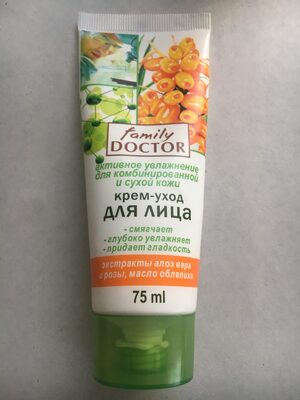 family
DOCTOR
активное увлажнение
для комбинированной
и сухой кожи
крем-уход
ДЛЯ ЛИЦА
- смягчает
- глубоко увлажняет
- придает гладкость
экстракты алоэ вера
и розы, масло облепихи
75 ml